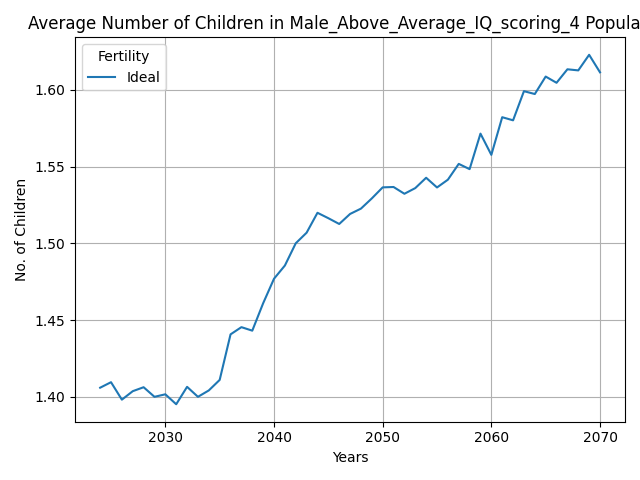 Average Number of Children in Male_Above_Average_IQ_scoring_4 Popula
Fertility
Ideal
1.60
1.55
1.50
1.45
1.40
No. of Children
2030 2040 2050 2060 2070
Years